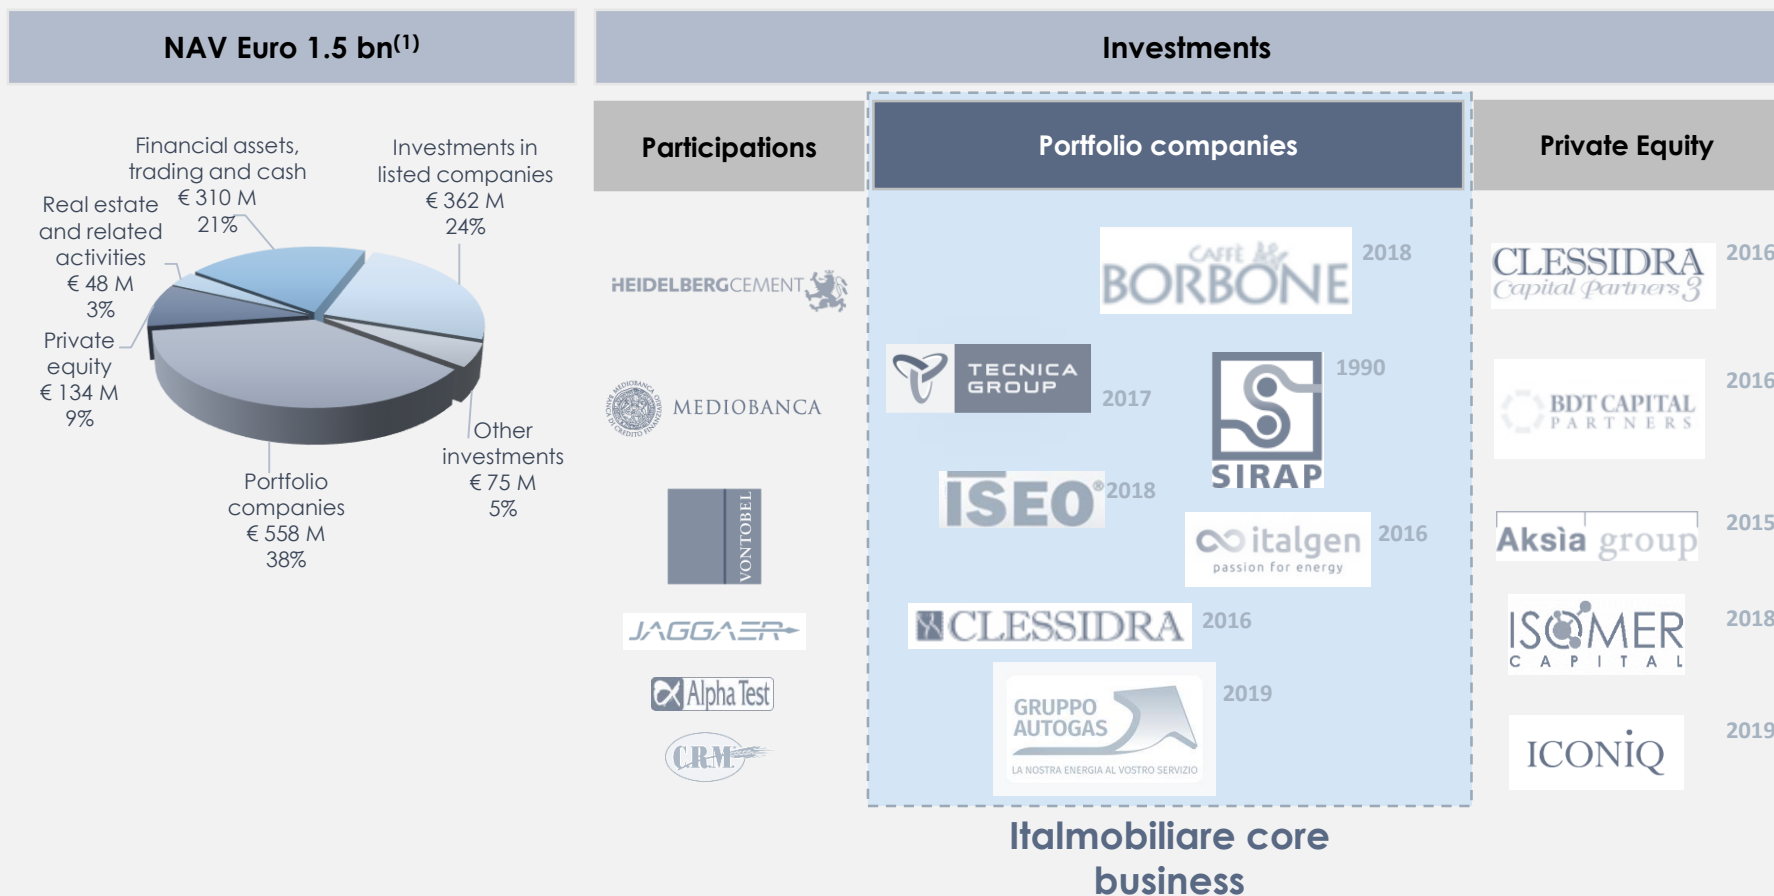 NAV Euro 1.5 bn(1)
Financial assets,
trading and cash
€ 310 M
21%
Investments in
listed companies
€ 362 M
24%
Real estate
and related
activities
€ 48 M
3%
Private
equity
€ 134 M
9%
Portfolio
companies
€ 558 M
38%
Other
investments
€ 75 M
5%
Investments
Participations
HEIDELBERGCEMENT
BANCA DI CREDITO FINANZIARIO MEDIOBANCA
MEDIOBANCA
VONTOBEL
JAGGAER
Alpha Test
CRM
Portfolio companies
CAFFÈ
BORBONE
2018
TECNICA
GROUP
2017
1990
SIRAP
ISEO®
2018
italgen
passion for energy
2016
CLESSIDRA
2016
GRUPPO
AUTOGAS
LA NOSTRA ENERGIA AL VOSTRO SERVIZIO
2019
Private Equity
CLESSIDRA
Capital Partners 3
2016
BDT CAPITAL
PARTNERS
2016
Aksìa group
2015
ISOMER
CAPITAL
2018
ICONIQ
2019
Italmobiliare core
business